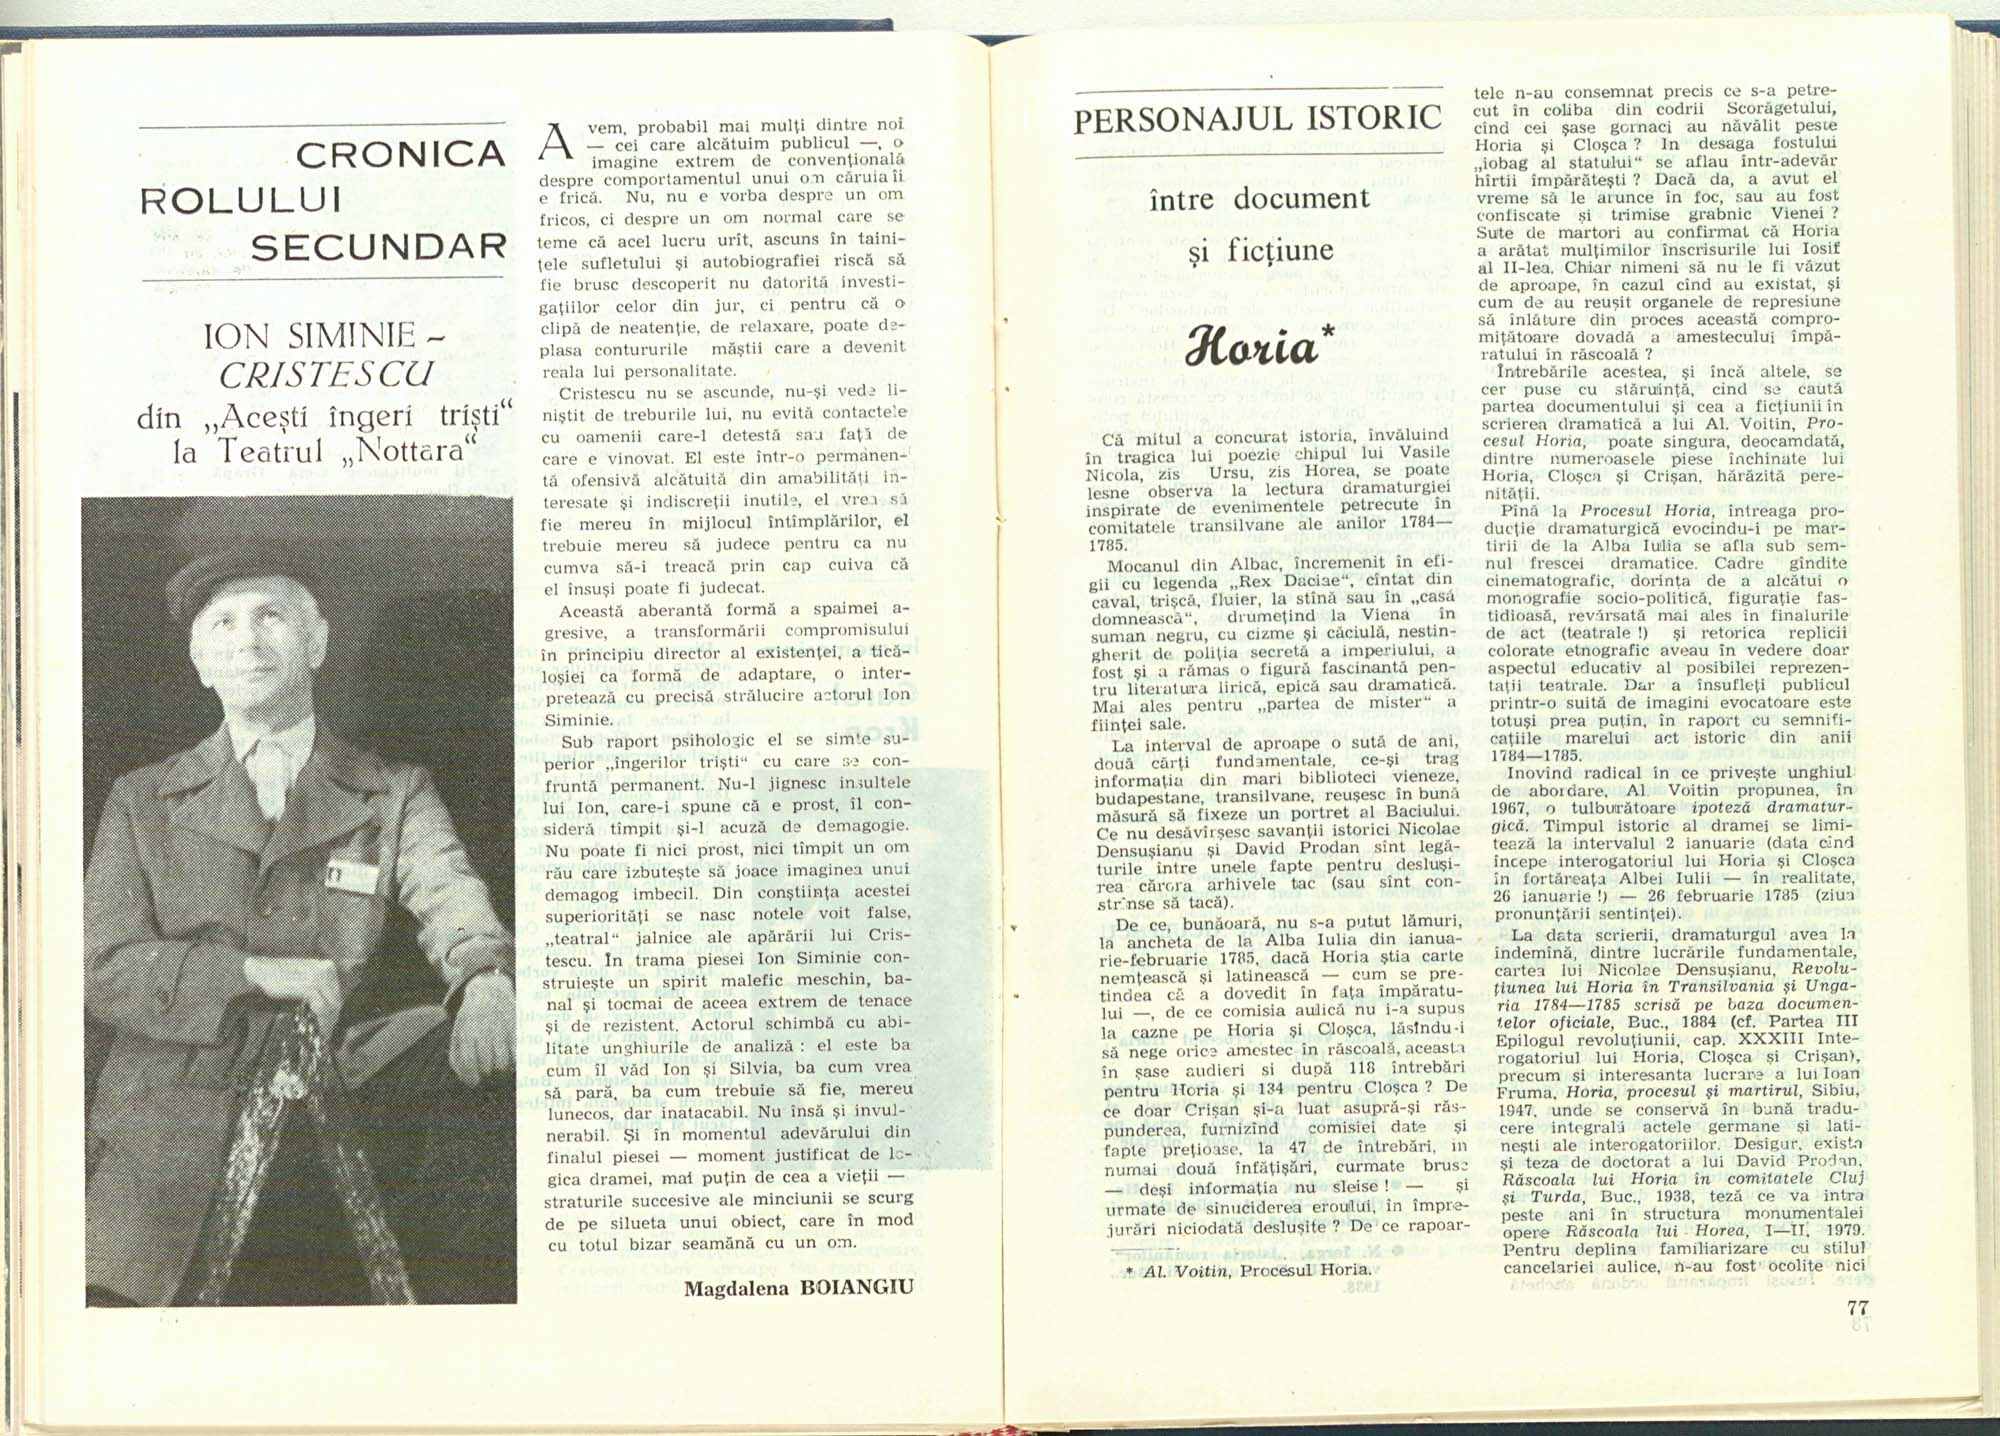 CRONICA
ROLULUI
SECUNDAR
ION SIMINIE –
CRISTESCU
din „Acești îngeri triști“
la Teatrul „Nottara“
Avem, probabil mai mulți dintre noi
— cei care alcătuim publicul —, o
imagine extrem de convențională
despre comportamentul unui om căruia îi
e frică. Nu, nu e vorba despre un om
fricos, ci despre un om normal care se
teme că acel lucru urît, ascuns în taini-
țele sufletului și autobiografiei riscă să
fie brusc descoperit nu datorită investi-
gațiilor celor din jur, ci pentru că o
clipă de neatenție, de relaxare, poate de-
plasa contururile măștii care a devenit
reala lui personalitate.
Cristescu nu se ascunde, nu-și vede li-
niștit de treburile lui, nu evită contactele
cu oamenii care-l detestă sau față de
care e vinovat. El este într-o permanen-
tă ofensivă alcătuită din amabilități in-
teresate și indiscreții inutile, el vrea să
fie mereu în mijlocul întîmplărilor, el
trebuie mereu să judece pentru ca nu
cumva să-i treacă prin cap cuiva că
el însuși poate fi judecat.
Această aberantă formă a spaimei a-
gresive, a transformării compromisului
în principiu director al existenței, a tică-
loșiei ca formă de adaptare, o inter-
pretează cu precisă strălucire actorul Ion
Siminie.
Sub raport psihologic el se simte su-
perior „îngerilor triști“ cu care se con-
fruntă permanent. Nu-l jignesc insultele
lui Ion, care-i spune că e prost, îl con-
sideră tîmpit și-l acuză de demagogie.
Nu poate fi nici prost, nici tîmpit un om
rău care izbutește să joace imaginea unui
demagog imbecil. Din conștiința acestei
superiorități se nasc notele voit false,
„teatral“ jalnice ale apărării lui Cris-
tescu. În trama piesei Ion Siminie con-
struiește un spirit malefic meschin, ba-
nal și tocmai de aceea extrem de tenace
și de rezistent. Actorul schimbă cu abi-
litate unghiurile de analiză : el este ba
cum îl văd Ion și Silvia, ba cum vrea
să pară, ba cum trebuie să fie, mereu
lunecos, dar inatacabil. Nu însă și invul-
nerabil. Și în momentul adevărului din
finalul piesei — moment justificat de lo-
gica dramei, mai puțin de cea a vieții —
straturile succesive ale minciunii se scurg
de pe silueta unui obiect, care în mod
cu totul bizar seamănă cu un om.
Magdalena BOIANGIU
PERSONAJUL ISTORIC
între document
și ficțiune
Horia*
Că mitul a concurat istoria, învăluind
în tragica lui poezie chipul lui Vasile
Nicola, zis Ursu, zis Horea, se poate
lesne observa la lectura dramaturgiei
inspirate de evenimentele petrecute în
comitatele transilvane ale anilor 1784—
1785.
Mocanul din Albac, încremenit în efi-
gii cu legenda „Rex Daciae“, cîntat din
caval, trișcă, fluier, la stînă sau în „casă
domnească“, drumețind la Viena în
suman negru, cu cizme și căciulă, nestin-
gherit de poliția secretă a imperiului, a
fost și a rămas o figură fascinantă pen-
tru literatura lirică, epică sau dramatică.
Mai ales pentru „partea de mister“ a
ființei sale.
La interval de aproape o sută de ani,
două cărți fundamentale, ce-și trag
informația din mari biblioteci vieneze,
budapestane, transilvane, reușesc în bună
măsură să fixeze un portret al Baciului.
Ce nu desăvîrșesc savanții istorici Nicolae
Densușianu și David Prodan sînt legă-
turile între unele fapte pentru deslușì-
rea cărora arhivele tac (sau sînt con-
strînse să tacă).
De ce, bunăoară, nu s-a putut lămuri,
la ancheta de la Alba Iulia din ianua-
rie-februarie 1785, dacă Horia știa carte
nemțească și latinească — cum se pre-
tindea că a dovedit în fața împăratu-
lui —, de ce comisia aulică nu i-a supus
la cazne pe Horia și Cloșca, lăsîndu-i
să nege orice amestec în răscoală, aceasta
în șase audieri și după 118 întrebări
pentru Horia și 134 pentru Cloșca ? De
ce doar Crișan și-a luat asupră-și răs-
punderea, furnizînd comisiei date și
fapte prețioase, la 47 de întrebări, în
numai două înfățișări, curmate brusc
— deși informația nu sleise ! — și
urmate de sinuciderea eroului, în împre-
jurări niciodată deslușite ? De ce rapoar-
* Al. Voitin, Procesul Horia.
tele n-au consemnat precis ce s-a petre-
cut în coliba din codrii Scorăgetului,
cînd cei șase gornaci au năvălit peste
Horia și Cloșca ? În desaga fostului
„iobag al statului“ se aflau într-adevăr
hîrtii împărătești ? Dacă da, a avut el
vreme să le arunce în foc, sau au fost
confiscate și trimise grabnic Vienei ?
Sute de martori au confirmat că Horia
a arătat mulțimilor înscrisurile lui Iosif
al II-lea. Chiar nimeni să nu le fi văzut
de aproape, în cazul cînd au existat, și
cum de au reușit organele de represiune
să înlăture din proces această compro-
mițătoare dovadă a amestecului împă-
ratului în răscoală ?
Întrebările acestea, și încă altele, se
cer puse cu stăruință, cînd se caută
partea documentului și cea a ficțiunii în
scrierea dramatică a lui Al. Voitin, Pro-
cesul Horia, poate singura, deocamdată,
dintre numeroasele piese închinate lui
Horia, Cloșca și Crișan, hărăzită pere-
nității.
Pînă la Procesul Horia, întreaga pro-
ducție dramaturgică evocîndu-i pe mar-
tirii de la Alba Iulia se afla sub sem-
nul frescei dramatice. Cadre gîndite
cinematografic, dorința de a alcătui o
monografie socio-politică, figurație fas-
tidioasă, revărsată mai ales în finalurile
de act (teatrale !) și retorica replicii
colorate etnografic aveau în vedere doar
aspectul educativ al posibilei reprezen-
tații teatrale. Dar a însufleți publicul
printr-o suită de imagini evocatoare este
totuși prea puțin, în raport cu semnifi-
cațiile marelui act istoric din anii
1784—1785.
Inovind radical în ce privește unghiul
de abordare, Al. Voitin propunea, în
1967, o tulburătoare ipoteză dramatur-
gică. Timpul istoric al dramei se limi-
tează la intervalul 2 ianuarie (data cînd
începe interogatoriul lui Horia și Cloșca
în fortăreața Albei Iulii — în realitate,
26 ianuarie !) — 26 februarie 1785 (ziua
pronunțării sentinței).
La data scrierii, dramaturgul avea la
îndemînă, dintre lucrările fundamentale,
cartea lui Nicolae Densușianu, Revolu-
țiunea lui Horia în Transilvania și Unga-
ria 1784—1785 scrisă pe baza documen-
telor oficiale, Buc., 1884 (cf. Partea III
Epilogul revoluțiunii, cap. XXXIII Inte-
rogatoriul lui Horia, Cloșca și Crișan),
precum și interesanta lucrare a lui Ioan
Fruma, Horia, procesul și martirul, Sibiu,
1947, unde se conservă în bună tradu-
cere integrală actele germane și lati-
nești ale interogatoriilor. Desigur, exista
și teza de doctorat a lui David Prodan,
Răscoala lui Horia în comitatele Cluj
și Turda, Buc., 1938, teză ce va intra
peste ani în structura monumentalei
opere Răscoala lui Horea, I—II, 1979.
Pentru deplina familiarizare cu stilul
cancelariei aulice, n-au fost ocolite nici
77